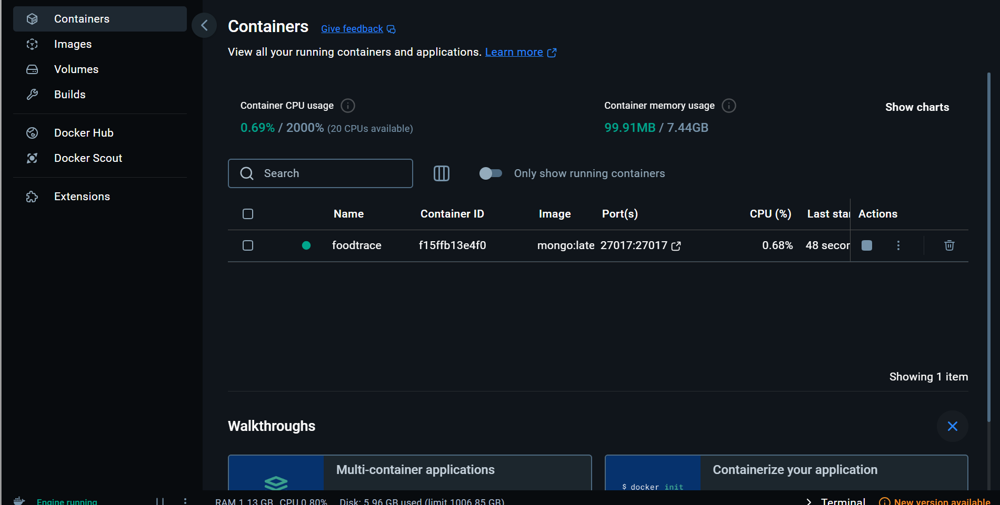 Containers
Images
Volumes
Builds
Docker Hub
Docker Scout
Extensions
Containers Give feedback
View all your running containers and applications. Learn more
Container CPU usage
0.69% / 2000% (20 CPUs available)
Container memory usage
99.91MB / 7.44GB
Show charts
Search
Only show running containers
Name Container ID Image Port(s) CPU (%) Last star Actions
foodtrace f15ffb13e4f0 mongo:late 27017:27017 0.68% 48 secon
Showing 1 item
Walkthroughs
Multi-container applications
Containerize your application
$ docker init
Engine running RAM 1.13 GB CPU 0.80% Disk: 5.96 GB used (limit 1006.85 GB) Terminal New version available